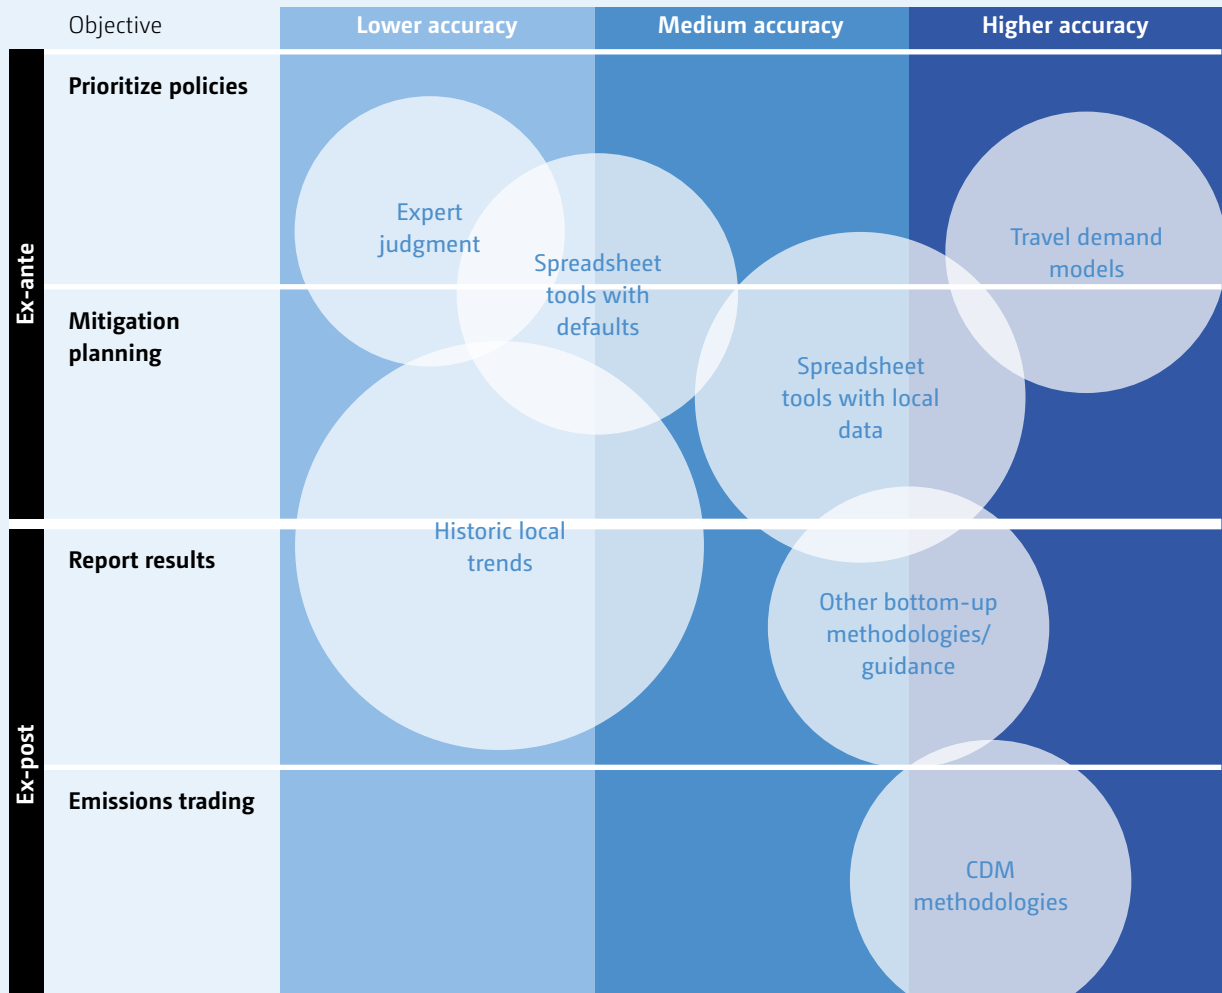 Objective
Lower accuracy
Medium accuracy
Higher accuracy
Ex-ante
Prioritize policies
Expert
judgment
Spreadsheet
tools with
defaults
Travel demand
models
Mitigation
planning
Spreadsheet
tools with local
data
Ex-post
Historic local
trends
Report results
Other bottom-up
methodologies/
guidance
Emissions trading
CDM
methodologies